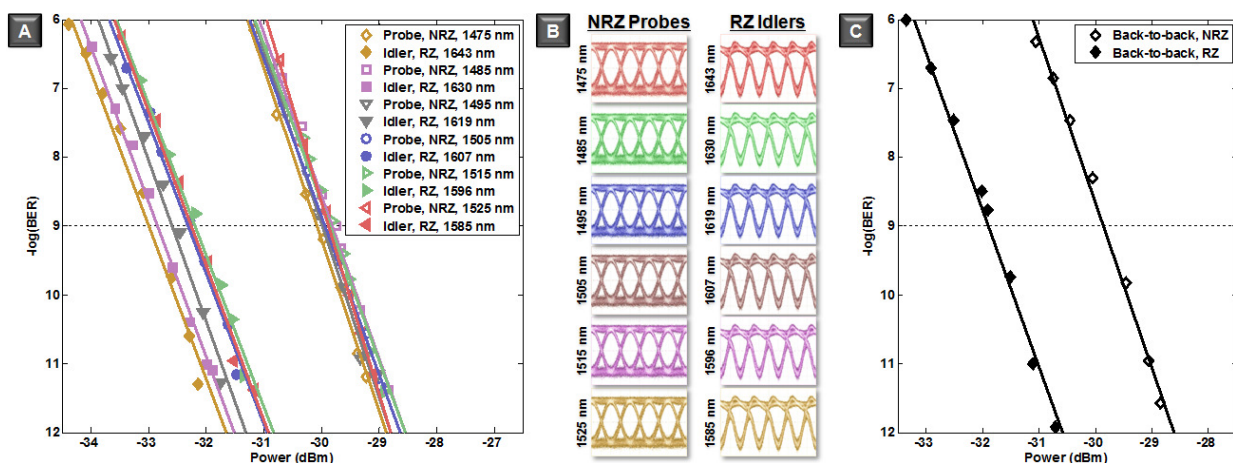 A
-log(BER)
6
7
8
9
10
11
12
-34
-33
-32
-31
-30
-29
-28
-27
Power (dBm)
Probe, NRZ, 1475 nm
Idler, RZ, 1643 nm
Probe, NRZ, 1485 nm
Idler, RZ, 1630 nm
Probe, NRZ, 1495 nm
Idler, RZ, 1619 nm
Probe, NRZ, 1505 nm
Idler, RZ, 1607 nm
Probe, NRZ, 1515 nm
Idler, RZ, 1596 nm
Probe, NRZ, 1525 nm
Idler, RZ, 1585 nm
B
NRZ Probes
RZ Idlers
1475 nm
1643 nm
1485 nm
1630 nm
1495 nm
1619 nm
1505 nm
1607 nm
1515 nm
1596 nm
1525 nm
1585 nm
C
-log(BER)
6
7
8
9
10
11
12
-33
-32
-31
-30
-29
-28
Power (dBm)
Back-to-back, NRZ
Back-to-back, RZ